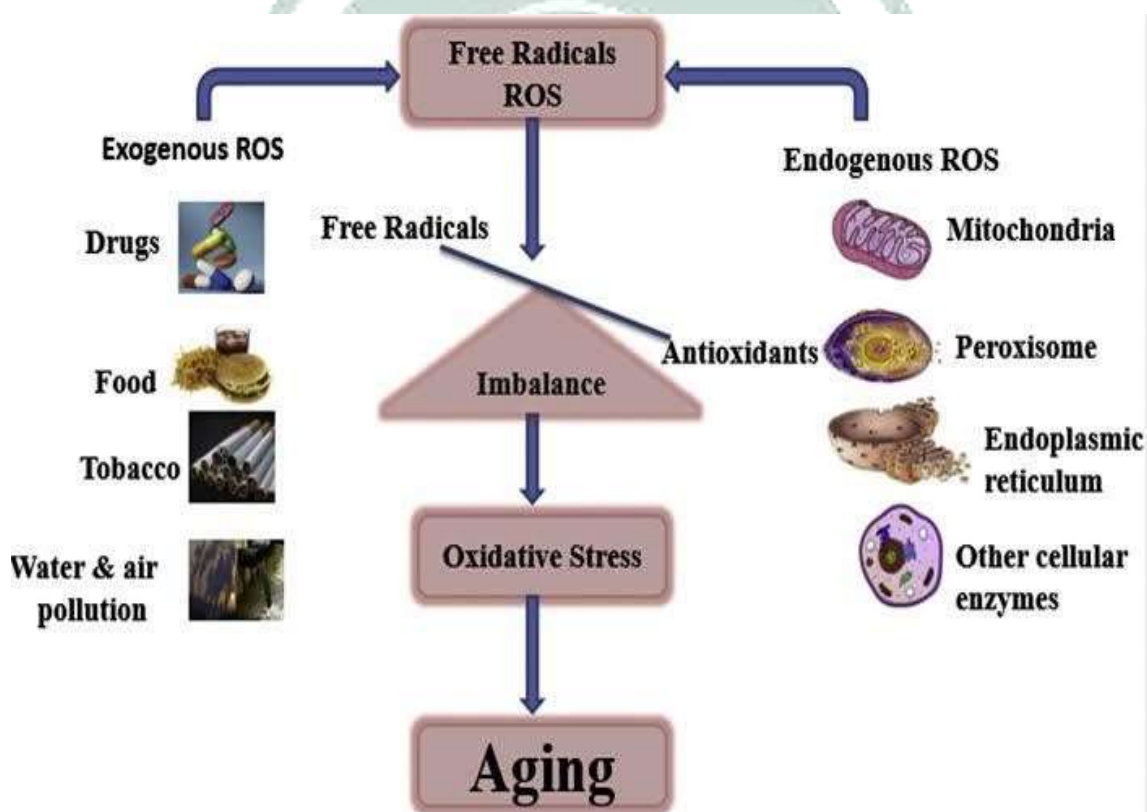 Free Radicals
ROS
Exogenous ROS
Drugs
Food
Tobacco
Water & air
pollution
Free Radicals
Antioxidants
Imbalance
Oxidative Stress
Aging
Endogenous ROS
Mitochondria
Peroxisome
Endoplasmic
reticulum
Other cellular
enzymes